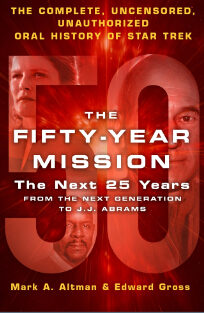 THE COMPLETE, UNCENSORED,
UNAUTHORIZED
ORAL HISTORY OF STAR TREK
50
THE
FIFTY-YEAR
MISSION
The Next 25 Years
FROM THE NEXT GENERATION
TO J.J. ABRAMS
Mark A. Altman & Edward Gross